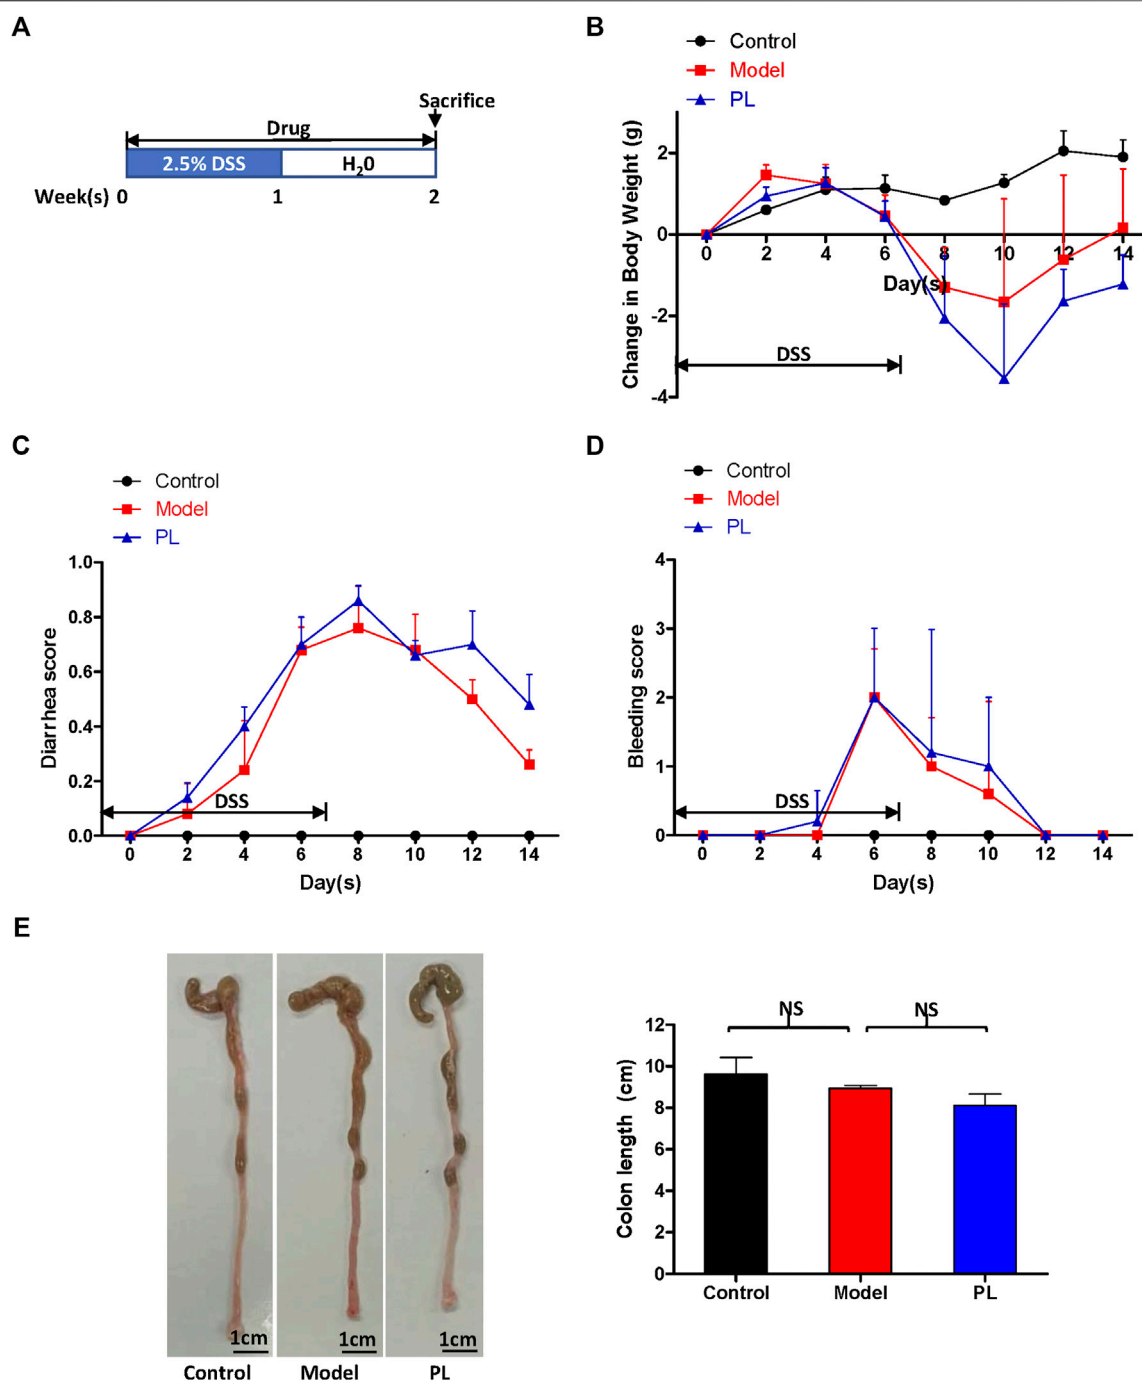 A
Sacrifice
Drug
2.5% DSS
H20
Week(s) 0 1 2
B
Control
Model
PL
Change in Body Weight (g)
2
0
-2
-4
0 2 4 6 8 10 12 14
Day(s)
DSS
C
Control
Model
PL
Diarrhea score
1.0
0.8
0.6
0.4
0.2
0.0
DSS
0 2 4 6 8 10 12 14
Day(s)
D
Control
Model
PL
Bleeding score
4
3
2
1
0
DSS
0 2 4 6 8 10 12 14
Day(s)
E
1cm 1cm 1cm
Control Model PL
Colon length (cm)
12
10
8
6
4
2
0
NS NS
Control Model PL